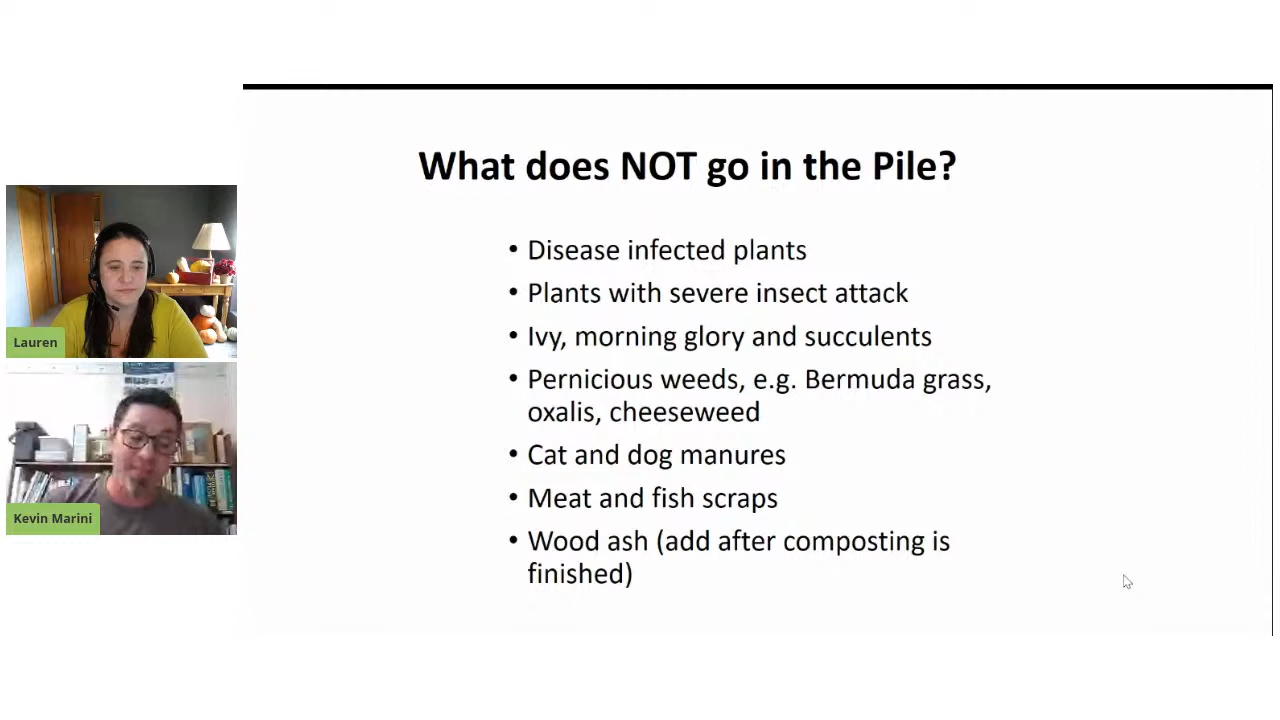 What does NOT go in the Pile?
• Disease infected plants
• Plants with severe insect attack
• Ivy, morning glory and succulents
• Pernicious weeds, e.g. Bermuda grass,
oxalis, cheeseweed
• Cat and dog manures
• Meat and fish scraps
• Wood ash (add after composting is
finished)
Lauren
Kevin Marini